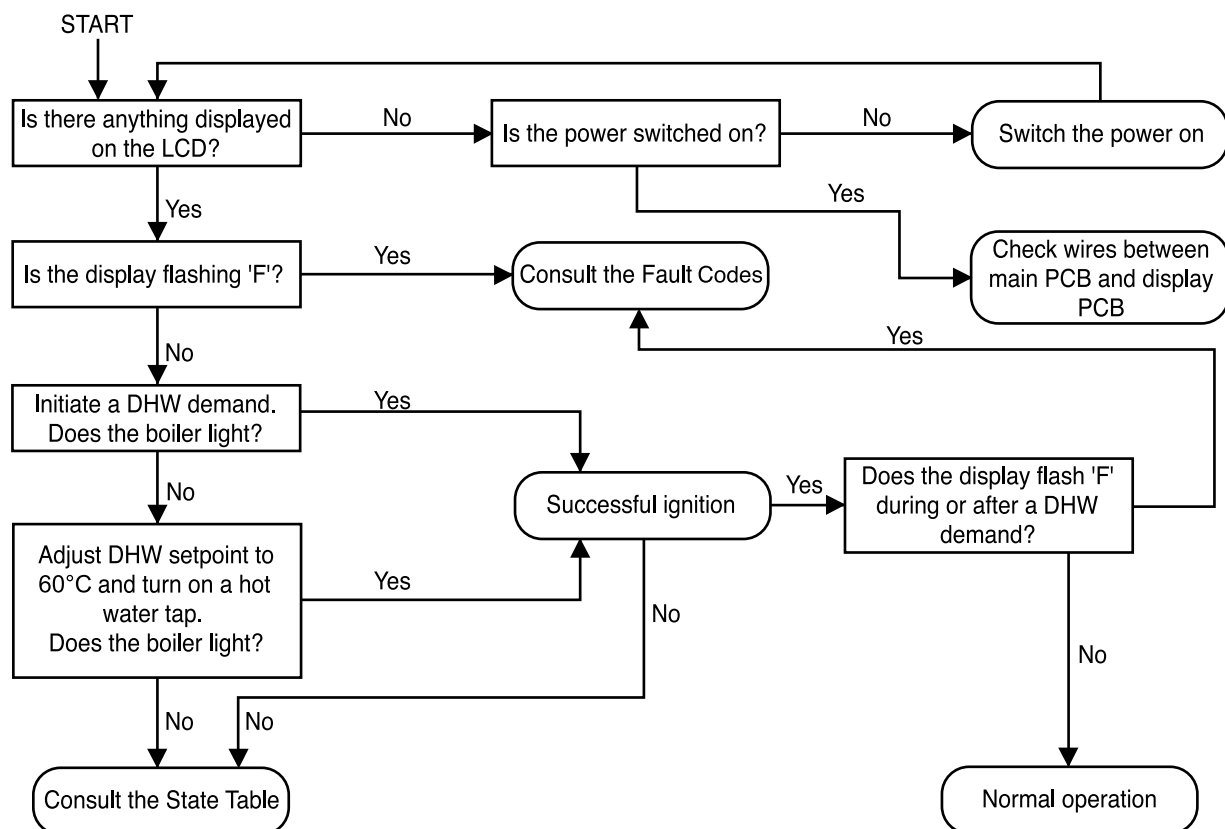 START
Is there anything displayed
on the LCD?
No
Is the power switched on?
No
Switch the power on
Yes
Yes
Check wires between
main PCB and display
PCB
Is the display flashing 'F'?
Yes
Consult the Fault Codes
No
Yes
Initiate a DHW demand.
Does the boiler light?
Yes
No
Successful ignition
Yes
Does the display flash 'F'
during or after a DHW
demand?
Adjust DHW setpoint to
60°C and turn on a hot
water tap.
Does the boiler light?
Yes
No
No
No
No
Consult the State Table
Normal operation